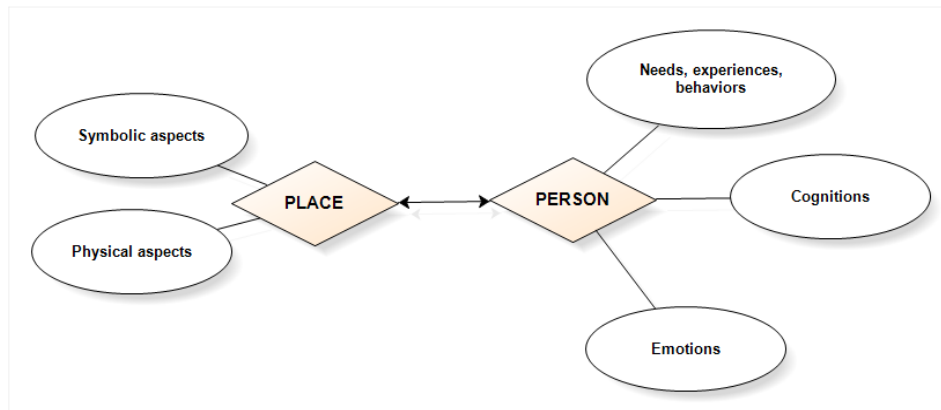 Needs, experiences,
behaviors
Symbolic aspects
PLACE
PERSON
Cognitions
Physical aspects
Emotions